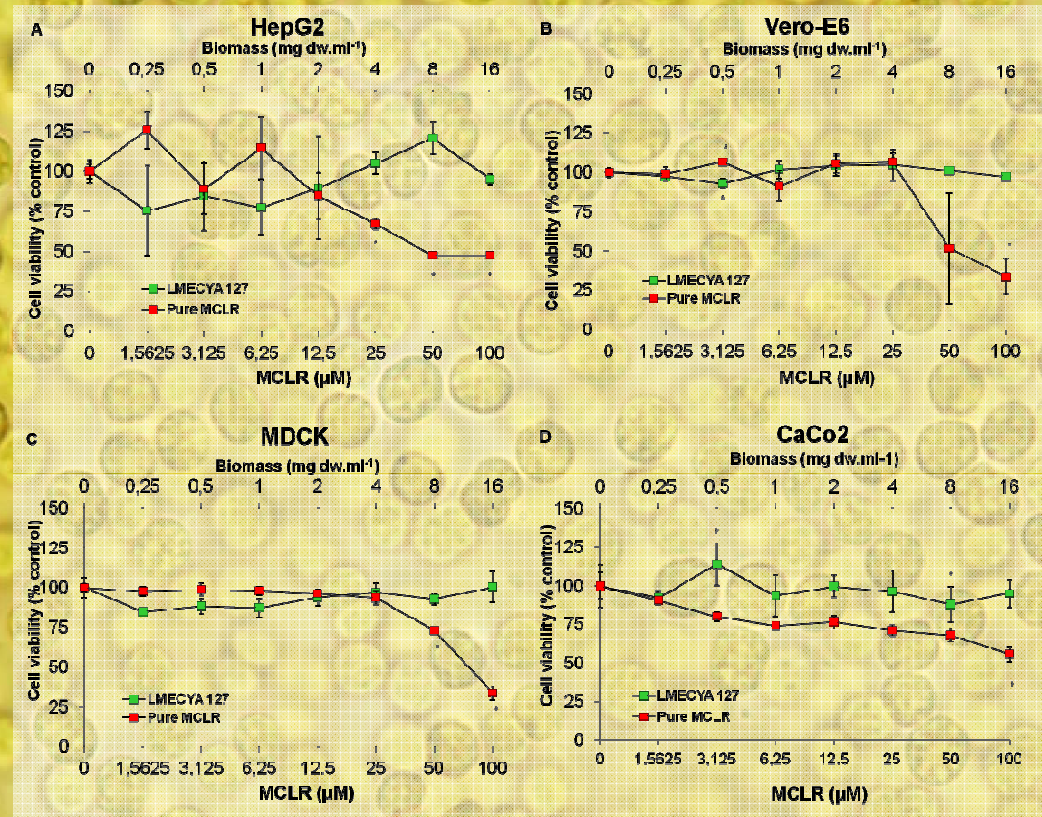 A
HepG2
Biomass (mg dw.ml⁻¹)
0 0,25 0,5 1 2 4 8 16
150
125
100
75
50
25
0
Cell viability (% control)
LMECYA 127
Pure MCLR
0 1,5625 3,125 6,25 12,5 25 50 100
MCLR (µM)
B
Vero-E6
Biomass (mg dw.ml⁻¹)
0 0,25 0,5 1 2 4 8 16
150
125
100
75
50
25
0
Cell viability (% control)
LMECYA 127
Pure MCLR
0 1,5625 3,125 6,25 12,5 25 50 100
MCLR (µM)
C
MDCK
Biomass (mg dw.ml⁻¹)
0 0,25 0,5 1 2 4 8 16
150
125
100
75
50
25
0
Cell viability (% control)
LMECYA 127
Pure MCLR
0 1,5625 3,125 6,25 12,5 25 50 100
MCLR (µM)
D
CaCo2
Biomass (mg dw.ml-1)
0 0,25 0,5 1 2 4 8 16
150
125
100
75
50
25
0
Cell viability (% control)
LMECYA 127
Pure MCLR
0 1,5625 3,125 6,25 12,5 25 50 100
MCLR (µM)